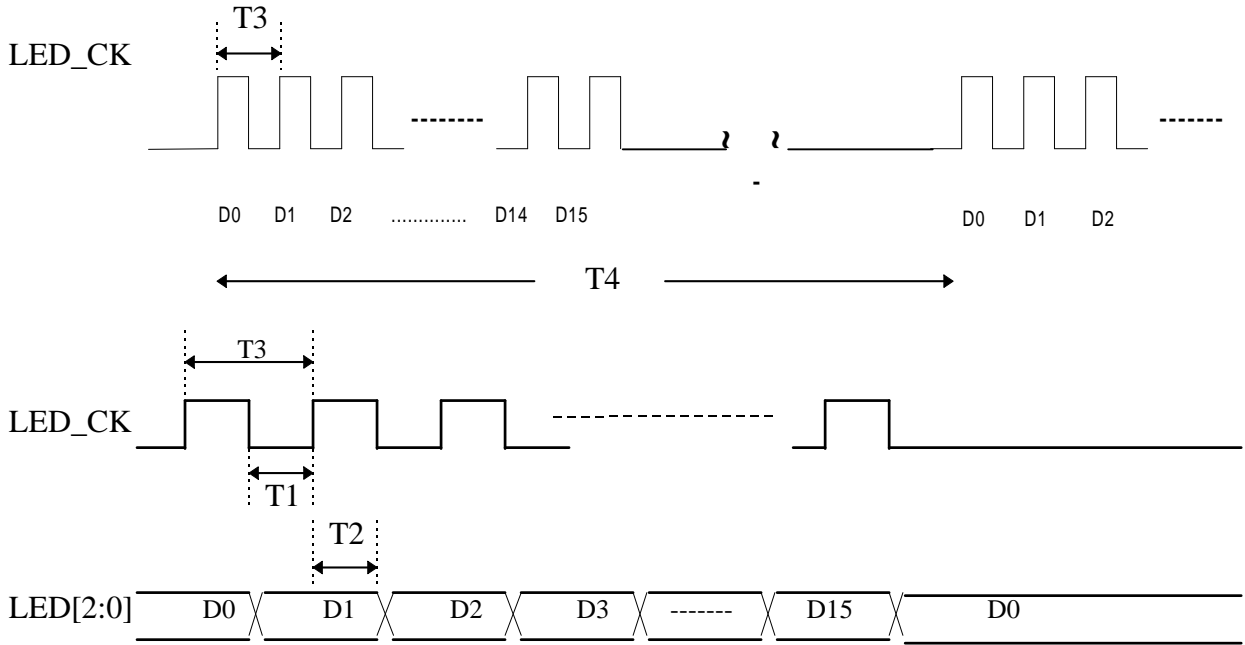 T3
LED_CK
--------
D0 D1 D2 .............. D14 D15 D0 D1 D2
T4
T3
LED_CK
T1
T2
LED[2:0] D0 D1 D2 D3 ------- D15 D0